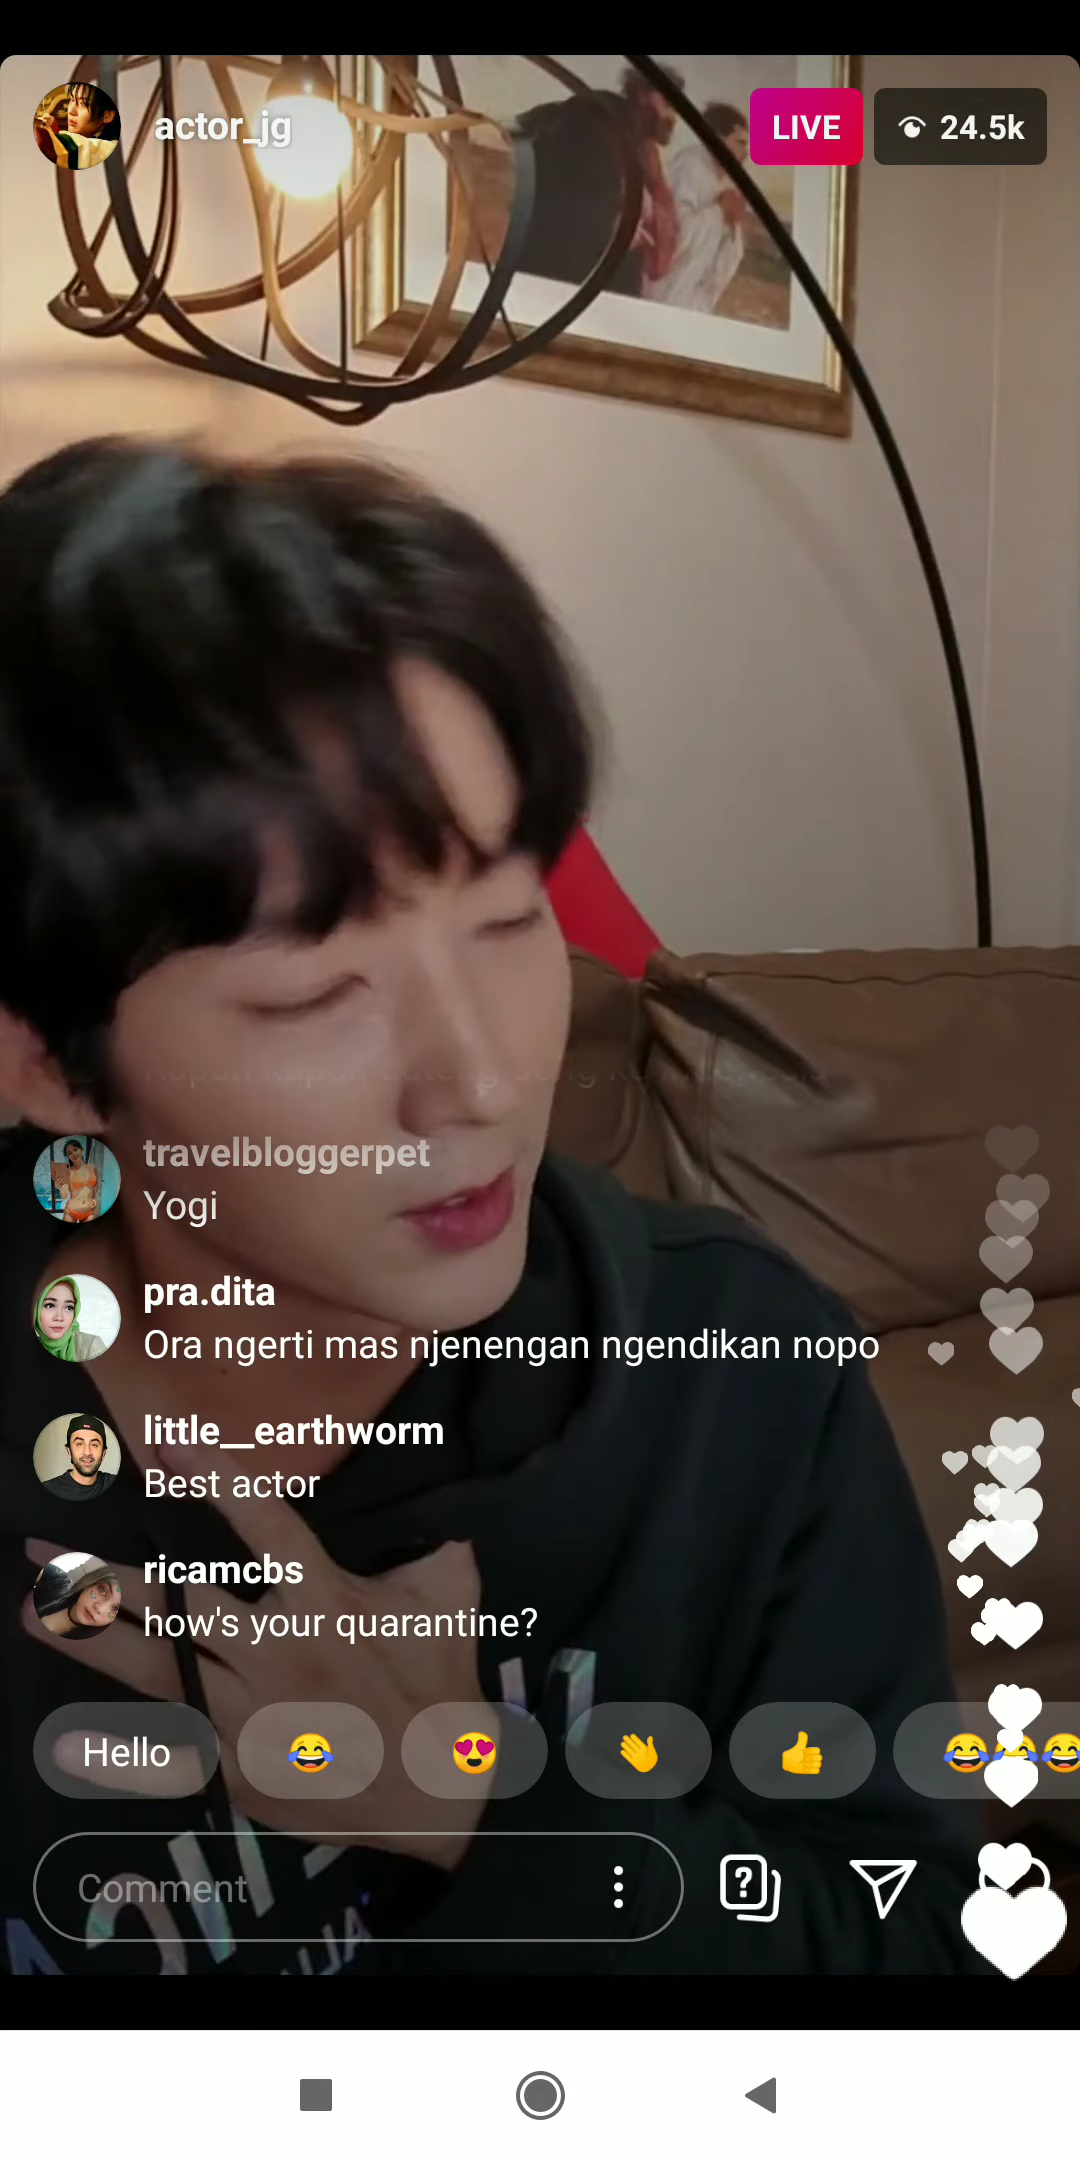 actor_jg
LIVE
24.5k
travelbloggerpet
Yogi
pra.dita
Ora ngerti mas njenengan ngendikan nopo
little__earthworm
Best actor
ricamcbs
how's your quarantine?
Hello 😂 😍 👋 👍 😂😂😂
Comment